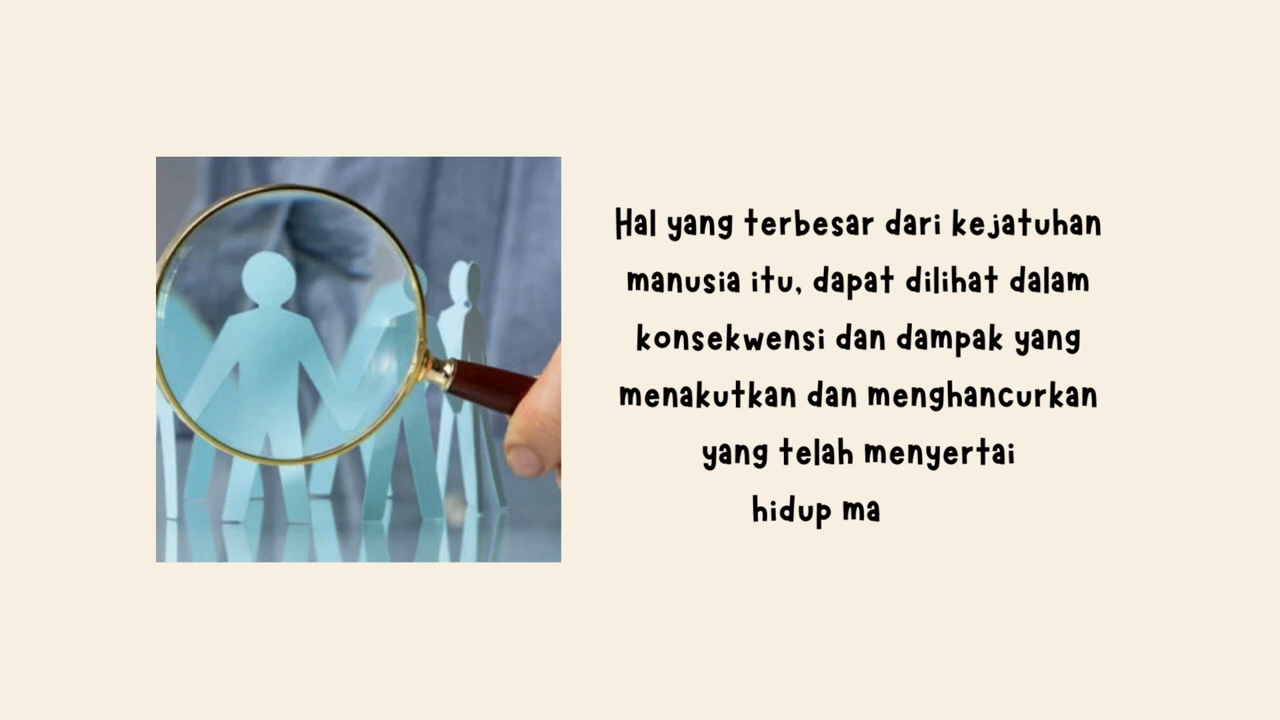 Hal yang terbesar dari kejatuhan
manusia itu, dapat dilihat dalam
konsekwensi dan dampak yang
menakutkan dan menghancurkan
yang telah menyertai
hidup ma